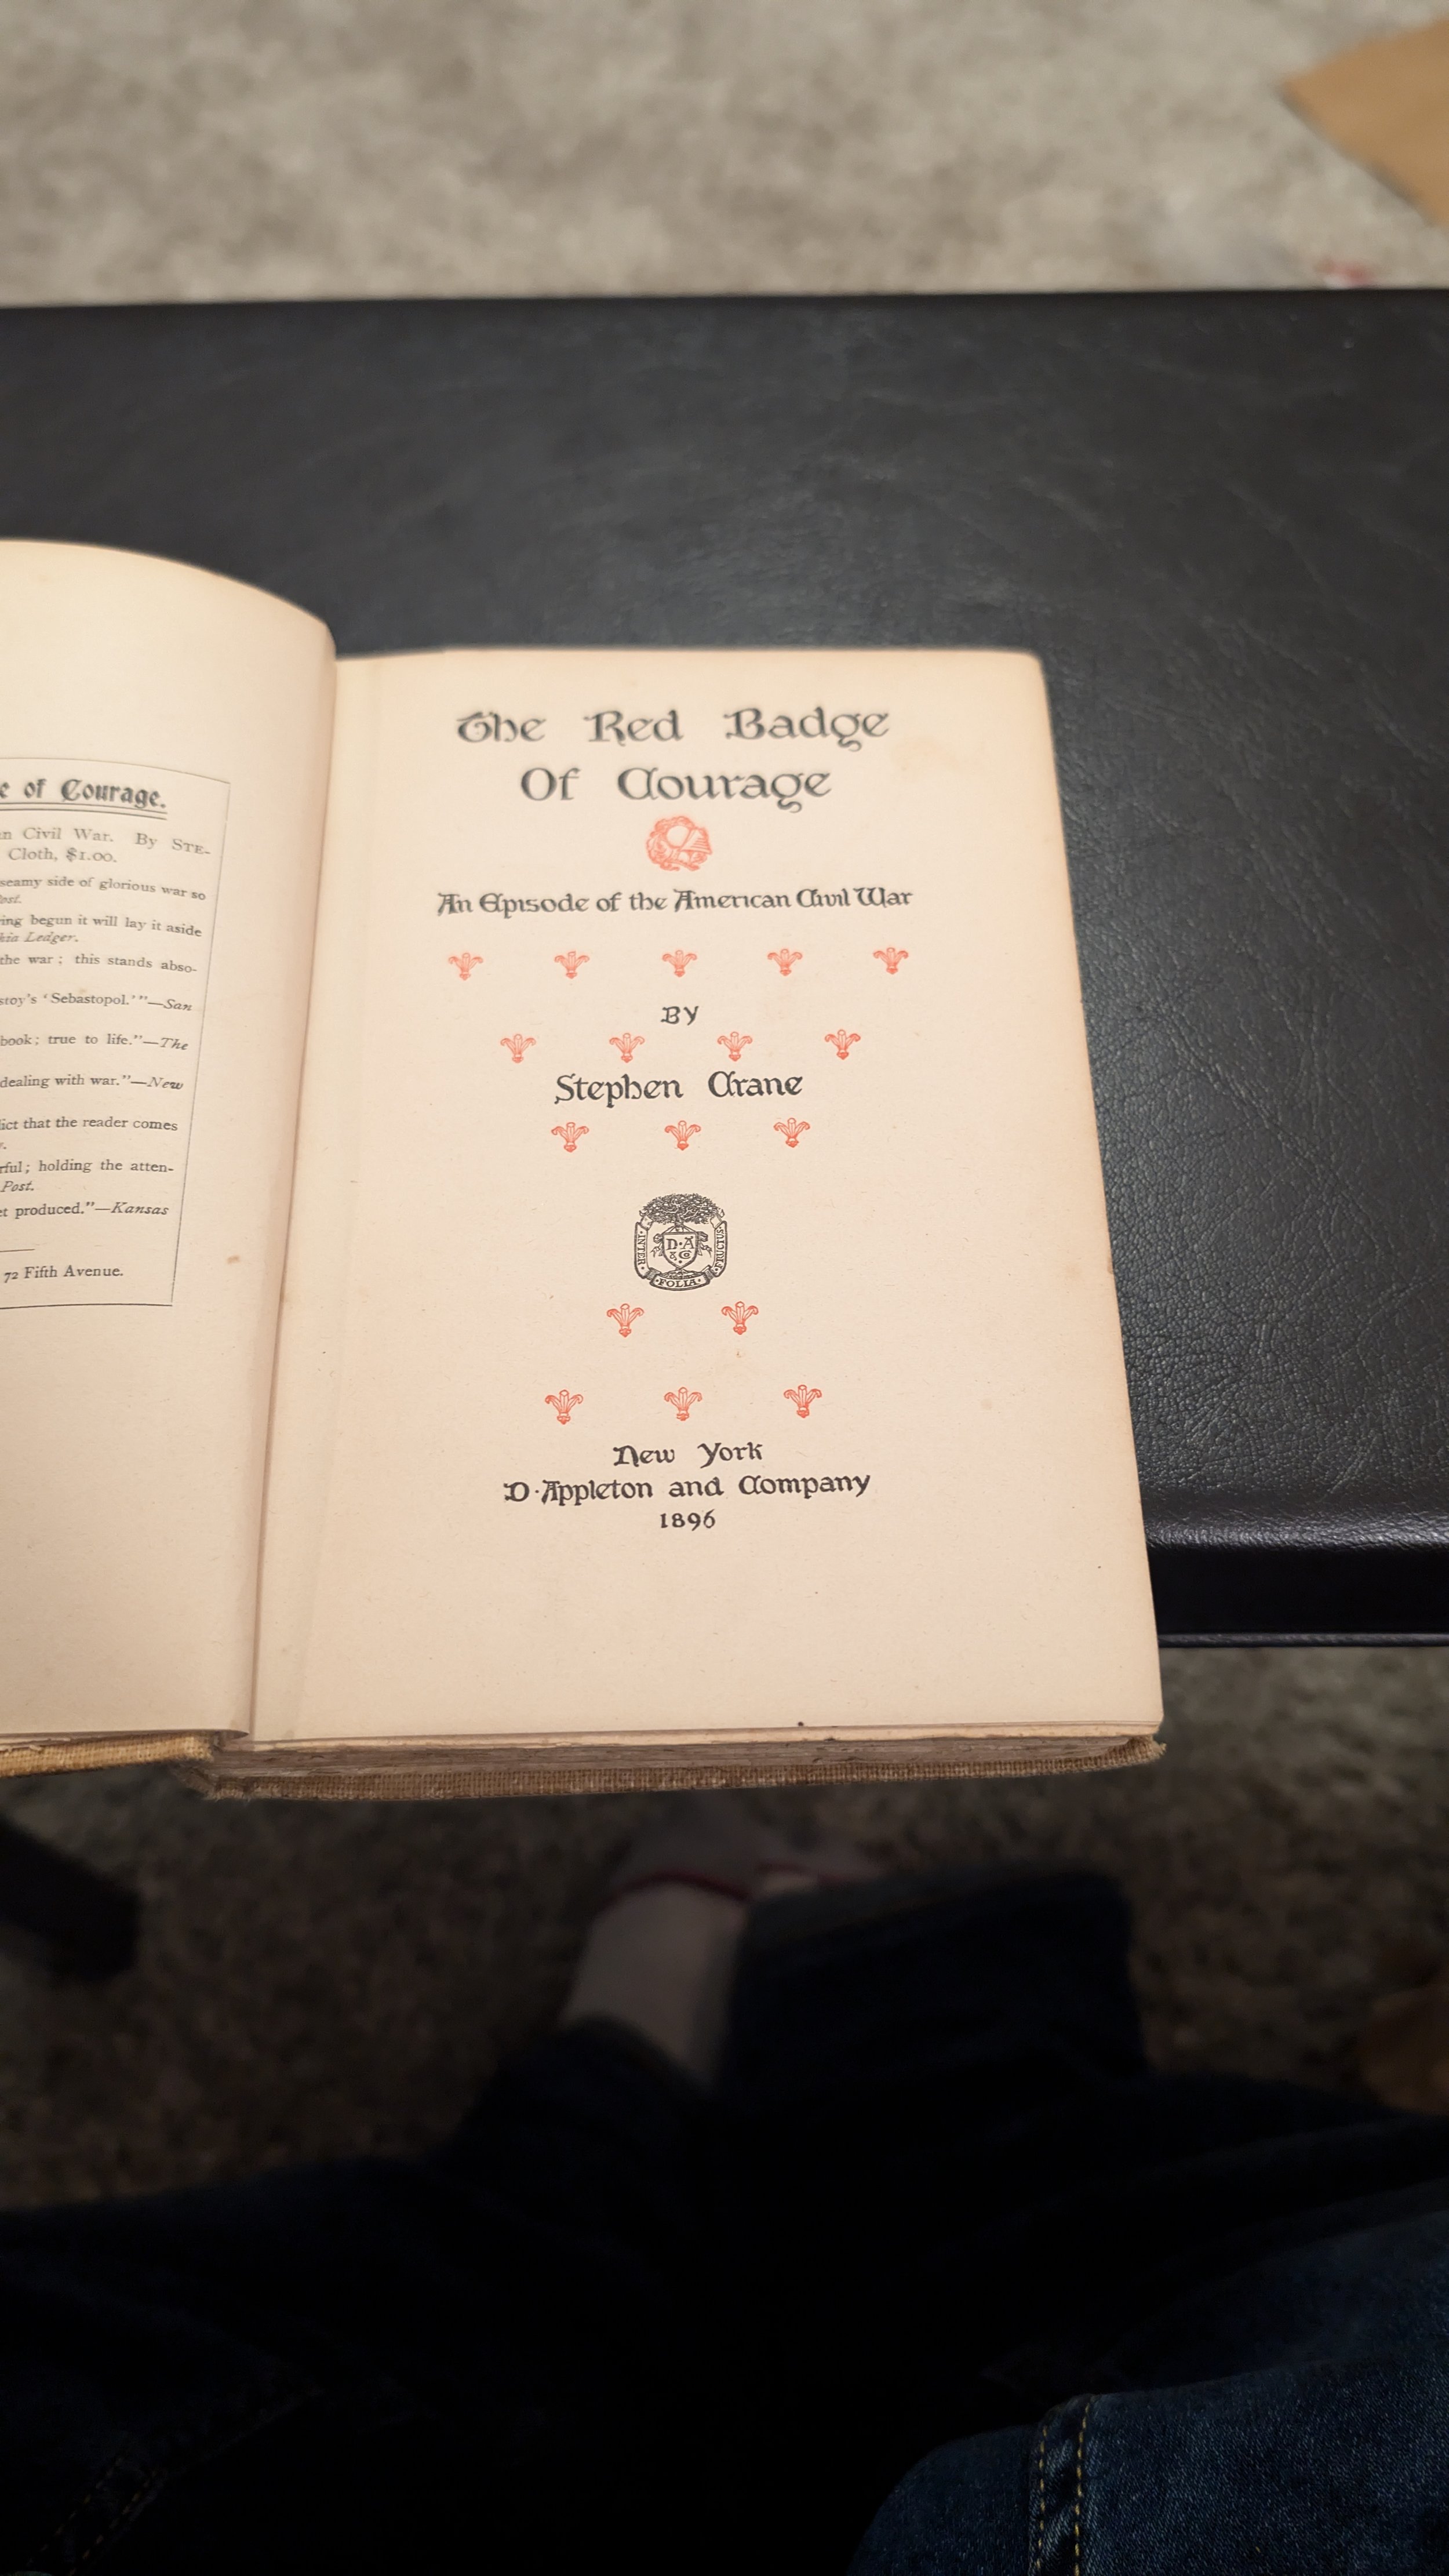 e of Courage.
n Civil War. By STE-
Cloth, $1.00.
seamy side of glorious war so
ost.
ing begun it will lay it aside
hia Ledger.
the war; this stands abso-
stoy's 'Sebastopol.'"—San
book; true to life."—The
dealing with war."—New
ict that the reader comes
r.
rful; holding the atten-
Post.
et produced."—Kansas
72 Fifth Avenue.
The Red Badge
Of Courage
An Episode of the American Civil War
BY
Stephen Crane
D·A
&Co
·INTER·
·FOLIA·
FRUCTUS
New York
D·Appleton and Company
1896